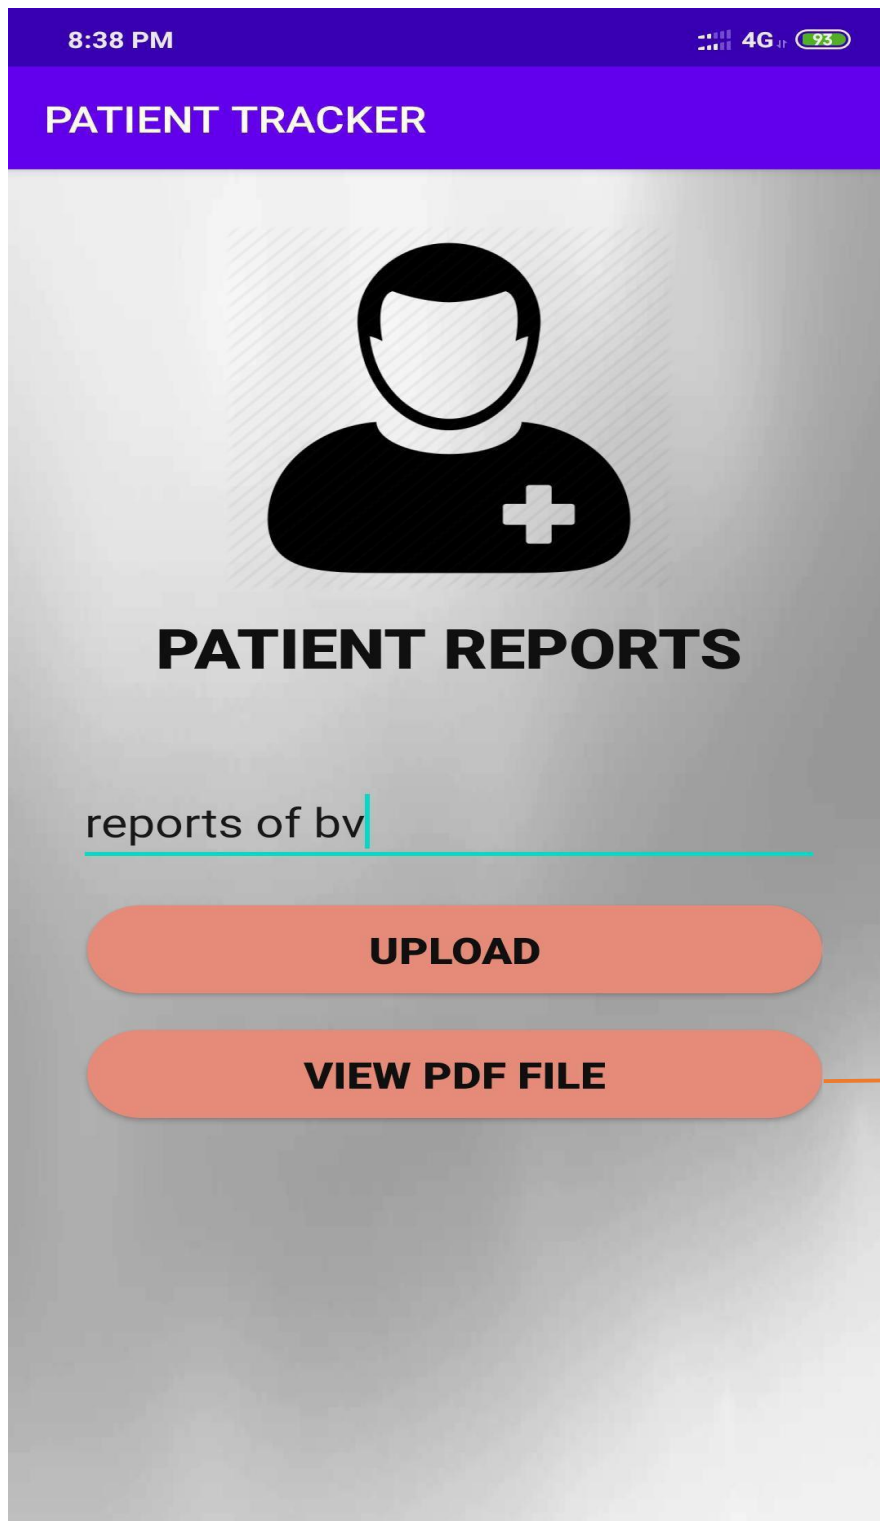 8:38 PM 4G 93
PATIENT TRACKER
PATIENT REPORTS
reports of bv
UPLOAD
VIEW PDF FILE